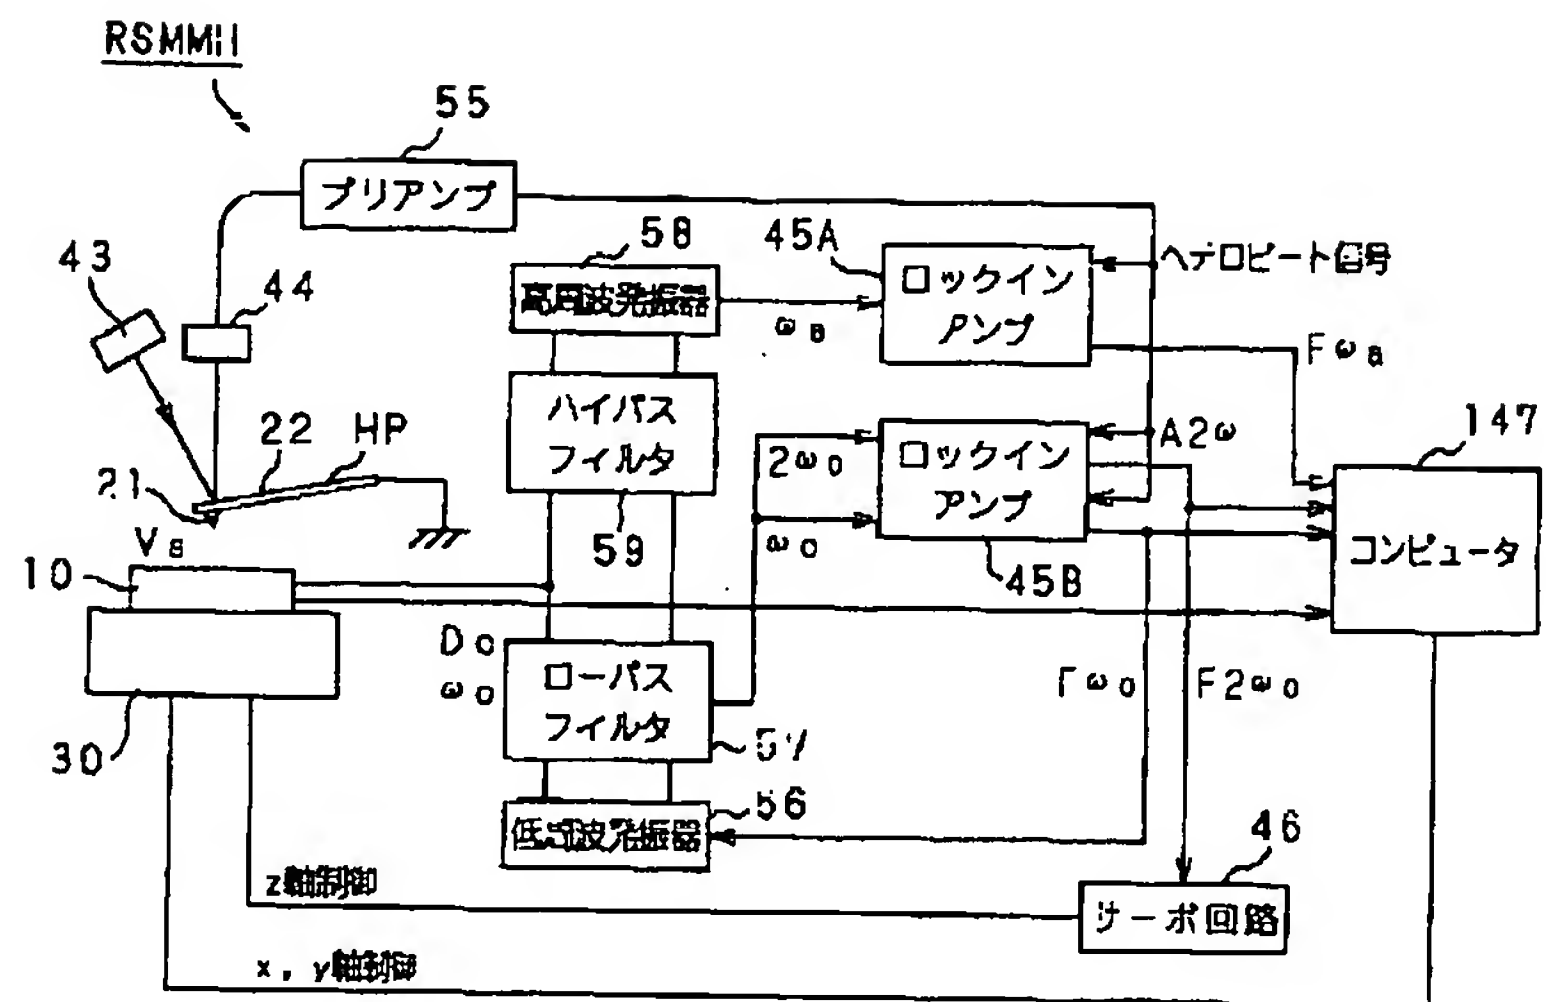 RSMMII
55
プリアンプ
58
45A
43
44
高周波発振器
ロックイン
アンプ
ヘテロビート信号
ハイパス
フィルタ
147
22
HP
2ω0
ロックイン
アンプ
A2ω
21
59
ω0
コンピュータ
10
45B
ローパス
フィルタ
ω0
Fω0
F2ω0
30
57
56
低周波発振器
46
z軸制御
サーボ回路
x, y軸制御